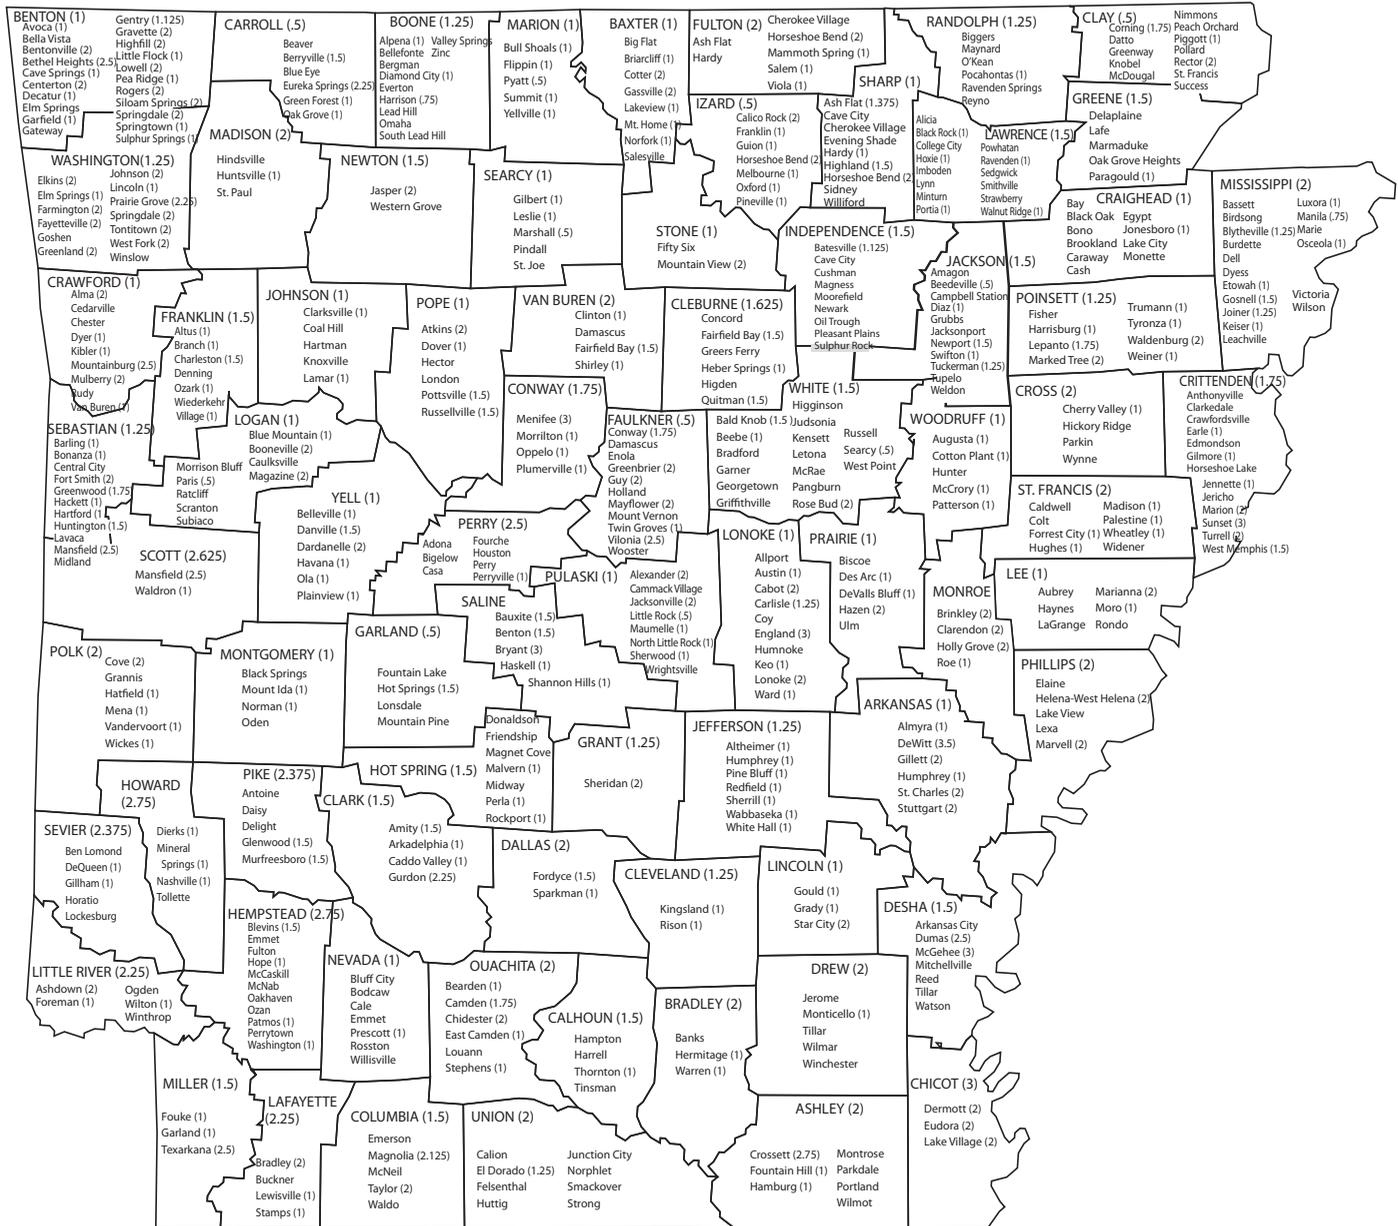 BENTON (1)
Avoca (1)
Bella Vista
Bentonville (2)
Bethel Heights (2.5)
Cave Springs (1)
Centerton (2)
Decatur (1)
Elm Springs
Garfield (1)
Gateway
Gentry (1.125)
Gravette (2)
Highfill (2)
Little Flock (1)
Lowell (2)
Pea Ridge (1)
Rogers (2)
Siloam Springs (2)
Springdale (2)
Springtown (1)
Sulphur Springs (1)
CARROLL (.5)
Beaver
Berryville (1.5)
Blue Eye
Eureka Springs (2.25)
Green Forest (1)
Oak Grove (1)
BOONE (1.25)
Alpena (1) Valley Springs
Bellefonte Zinc
Bergman
Diamond City (1)
Everton
Harrison (.75)
Lead Hill
Omaha
South Lead Hill
MARION (1)
Bull Shoals (1)
Flippin (1)
Pyatt (.5)
Summit (1)
Yellville (1)
BAXTER (1)
Big Flat
Briarcliff (1)
Cotter (2)
Gassville (2)
Lakeview (1)
Mt. Home (1)
Norfork (1)
Salesville
FULTON (2)
Ash Flat
Hardy
Cherokee Village
Horseshoe Bend (2)
Mammoth Spring (1)
Salem (1)
Viola (1)
SHARP (1)
Ash Flat (1.375)
Cave City
Cherokee Village
Evening Shade
Hardy (1)
Highland (1.5)
Horseshoe Bend (2)
Sidney
Williford
RANDOLPH (1.25)
Biggers
Maynard
O'Kean
Pocahontas (1)
Ravenden Springs
Reyno
CLAY (.5)
Corning (1.75)
Datto
Greenway
Knobel
McDougal
Nimmons
Peach Orchard
Piggott (1)
Pollard
Rector (2)
St. Francis
Success
GREENE (1.5)
Delaplaine
Lafe
Marmaduke
Oak Grove Heights
Paragould (1)
IZARD (.5)
Calico Rock (2)
Franklin (1)
Guion (1)
Horseshoe Bend (2)
Melbourne (1)
Oxford (1)
Pineville (1)
LAWRENCE (1.5)
Alicia
Black Rock (1)
College City
Hoxie (1)
Imboden
Lynn
Minturn
Portia (1)
Powhatan
Ravenden (1)
Sedgwick
Smithville
Strawberry
Walnut Ridge (1)
WASHINGTON(1.25)
Elkins (2)
Elm Springs (1)
Farmington (2)
Fayetteville (2)
Goshen
Greenland (2)
Johnson (2)
Lincoln (1)
Prairie Grove (2.25)
Springdale (2)
Tontitown (2)
West Fork (2)
Winslow
MADISON (2)
Hindsville
Huntsville (1)
St. Paul
NEWTON (1.5)
Jasper (2)
Western Grove
SEARCY (1)
Gilbert (1)
Leslie (1)
Marshall (.5)
Pindall
St. Joe
STONE (1)
Fifty Six
Mountain View (2)
INDEPENDENCE (1.5)
Batesville (1.125)
Cave City
Cushman
Magness
Moorefield
Newark
Oil Trough
Pleasant Plains
Sulphur Rock
JACKSON (1.5)
Amagon
Beedeville (.5)
Campbell Station
Diaz (1)
Grubbs
Jacksonport
Newport (1.5)
Swifton (1)
Tuckerman (1.25)
Tupelo
Weldon
CRAIGHEAD (1)
Bay
Black Oak
Bono
Brookland
Caraway
Cash
Egypt
Jonesboro (1)
Lake City
Monette
MISSISSIPPI (2)
Bassett
Birdsong
Blytheville (1.25)
Burdette
Dell
Dyess
Etowah (1)
Gosnell (1.5)
Joiner (1.25)
Keiser (1)
Leachville
Luxora (1)
Manila (.75)
Marie
Osceola (1)
Victoria
Wilson
CRAWFORD (1)
Alma (2)
Cedarville
Chester
Dyer (1)
Kibler (1)
Mountainburg (2.5)
Mulberry (2)
Rudy
Van Buren (1)
FRANKLIN (1.5)
Altus (1)
Branch (1)
Charleston (1.5)
Denning
Ozark (1)
Wiederkehr
Village (1)
JOHNSON (1)
Clarksville (1)
Coal Hill
Hartman
Knoxville
Lamar (1)
POPE (1)
Atkins (2)
Dover (1)
Hector
London
Pottsville (1.5)
Russellville (1.5)
VAN BUREN (2)
Clinton (1)
Damascus
Fairfield Bay (1.5)
Shirley (1)
CLEBURNE (1.625)
Concord
Fairfield Bay (1.5)
Greers Ferry
Heber Springs (1)
Higden
Quitman (1.5)
POINSETT (1.25)
Fisher
Harrisburg (1)
Lepanto (1.75)
Marked Tree (2)
Trumann (1)
Tyronza (1)
Waldenburg (2)
Weiner (1)
SEBASTIAN (1.25)
Barling (1)
Bonanza (1)
Central City
Fort Smith (2)
Greenwood (1.75)
Hackett (1)
Hartford (1)
Huntington (1.5)
Lavaca
Mansfield (2.5)
Midland
LOGAN (1)
Blue Mountain (1)
Booneville (2)
Caulksville
Magazine (2)
Morrison Bluff
Paris (.5)
Ratcliff
Scranton
Subiaco
CONWAY (1.75)
Menifee (3)
Morrilton (1)
Oppelo (1)
Plumerville (1)
FAULKNER (.5)
Conway (1.75)
Damascus
Enola
Greenbrier (2)
Guy (2)
Holland
Mayflower (2)
Mount Vernon
Twin Groves (1)
Vilonia (2.5)
Wooster
WHITE (1.5)
Bald Knob (1.5)
Beebe (1)
Bradford
Garner
Georgetown
Griffithville
Higginson
Judsonia
Kensett
Letona
McRae
Pangburn
Rose Bud (2)
Russell
Searcy (.5)
West Point
WOODRUFF (1)
Augusta (1)
Cotton Plant (1)
Hunter
McCrory (1)
Patterson (1)
CROSS (2)
Cherry Valley (1)
Hickory Ridge
Parkin
Wynne
CRITTENDEN (1.75)
Anthonyville
Clarkedale
Crawfordsville
Earle (1)
Edmondson
Gilmore (1)
Horseshoe Lake
Jennette (1)
Jericho
Marion (2)
Sunset (3)
Turrell (2)
West Memphis (1.5)
SCOTT (2.625)
Mansfield (2.5)
Waldron (1)
YELL (1)
Belleville (1)
Danville (1.5)
Dardanelle (2)
Havana (1)
Ola (1)
Plainview (1)
PERRY (2.5)
Adona
Bigelow
Casa
Fourche
Houston
Perry
Perryville (1)
ST. FRANCIS (2)
Caldwell
Colt
Forrest City (1)
Hughes (1)
Madison (1)
Palestine (1)
Wheatley (1)
Widener
PULASKI (1)
Alexander (2)
Cammack Village
Jacksonville (2)
Little Rock (.5)
Maumelle (1)
North Little Rock (1)
Sherwood (1)
Wrightsville
LONOKE (1)
Allport
Austin (1)
Cabot (2)
Carlisle (1.25)
Coy
England (3)
Humnoke
Keo (1)
Lonoke (2)
Ward (1)
PRAIRIE (1)
Biscoe
Des Arc (1)
DeValls Bluff (1)
Hazen (2)
Ulm
MONROE
Brinkley (2)
Clarendon (2)
Holly Grove (2)
Roe (1)
LEE (1)
Aubrey
Haynes
LaGrange
Marianna (2)
Moro (1)
Rondo
POLK (2)
Cove (2)
Grannis
Hatfield (1)
Mena (1)
Vandervoort (1)
Wickes (1)
MONTGOMERY (1)
Black Springs
Mount Ida (1)
Norman (1)
Oden
GARLAND (.5)
Fountain Lake
Hot Springs (1.5)
Lonsdale
Mountain Pine
SALINE
Bauxite (1.5)
Benton (1.5)
Bryant (3)
Haskell (1)
Shannon Hills (1)
PHILLIPS (2)
Elaine
Helena-West Helena (2)
Lake View
Lexa
Marvell (2)
HOT SPRING (1.5)
Donaldson
Friendship
Magnet Cove
Malvern (1)
Midway
Perla (1)
Rockport (1)
GRANT (1.25)
Sheridan (2)
JEFFERSON (1.25)
Altheimer (1)
Humphrey (1)
Pine Bluff (1)
Redfield (1)
Sherrill (1)
Wabbaseka (1)
White Hall (1)
ARKANSAS (1)
Almyra (1)
DeWitt (3.5)
Gillett (2)
Humphrey (1)
St. Charles (2)
Stuttgart (2)
HOWARD
(2.75)
Dierks (1)
Mineral
Springs (1)
Nashville (1)
Tollette
PIKE (2.375)
Antoine
Daisy
Delight
Glenwood (1.5)
Murfreesboro (1.5)
CLARK (1.5)
Amity (1.5)
Arkadelphia (1)
Caddo Valley (1)
Gurdon (2.25)
SEVIER (2.375)
Ben Lomond
DeQueen (1)
Gillham (1)
Horatio
Lockesburg
DALLAS (2)
Fordyce (1.5)
Sparkman (1)
CLEVELAND (1.25)
Kingsland (1)
Rison (1)
LINCOLN (1)
Gould (1)
Grady (1)
Star City (2)
DESHA (1.5)
Arkansas City
Dumas (2.5)
McGehee (3)
Mitchellville
Reed
Tillar
Watson
LITTLE RIVER (2.25)
Ashdown (2)
Foreman (1)
Ogden
Wilton (1)
Winthrop
HEMPSTEAD (2.75)
Blevins (1.5)
Emmet
Fulton
Hope (1)
McCaskill
McNab
Oakhaven
Ozan
Patmos (1)
Perrytown
Washington (1)
NEVADA (1)
Bluff City
Bodcaw
Cale
Emmet
Prescott (1)
Rosston
Willisville
OUACHITA (2)
Bearden (1)
Camden (1.75)
Chidester (2)
East Camden (1)
Louann
Stephens (1)
CALHOUN (1.5)
Hampton
Harrell
Thornton (1)
Tinsman
BRADLEY (2)
Banks
Hermitage (1)
Warren (1)
DREW (2)
Jerome
Monticello (1)
Tillar
Wilmar
Winchester
MILLER (1.5)
Fouke (1)
Garland (1)
Texarkana (2.5)
LAFAYETTE
(2.25)
Bradley (2)
Buckner
Lewisville (1)
Stamps (1)
COLUMBIA (1.5)
Emerson
Magnolia (2.125)
McNeil
Taylor (2)
Waldo
UNION (2)
Calion
El Dorado (1.25)
Felsenthal
Huttig
Junction City
Norphlet
Smackover
Strong
ASHLEY (2)
Crossett (2.75)
Fountain Hill (1)
Hamburg (1)
Montrose
Parkdale
Portland
Wilmot
CHICOT (3)
Dermott (2)
Eudora (2)
Lake Village (2)